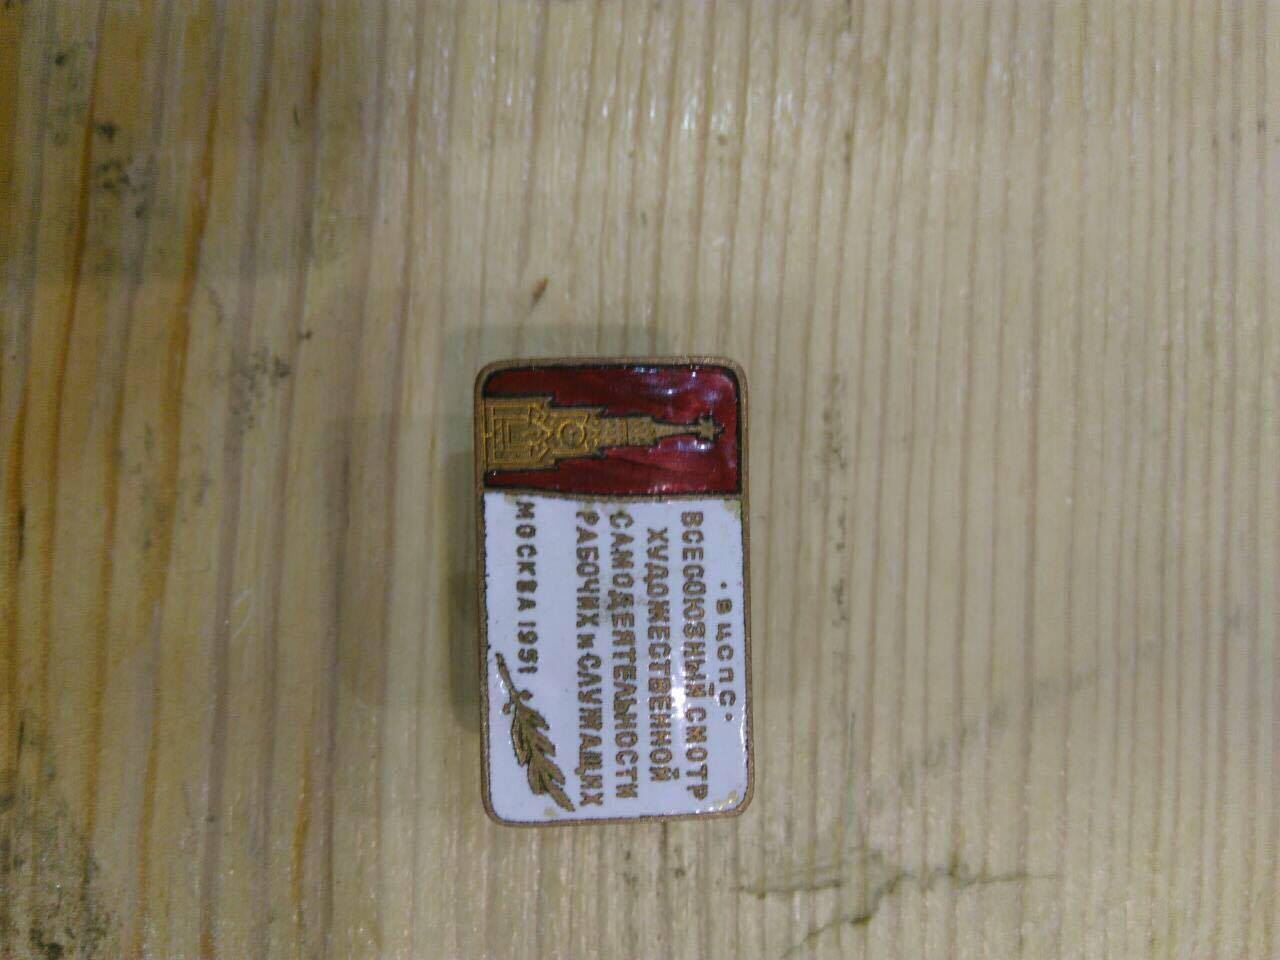 · ВЦСПС ·
ВСЕСОЮЗНЫЙ СМОТР
ХУДОЖЕСТВЕННОЙ
САМОДЕЯТЕЛЬНОСТИ
РАБОЧИХ и СЛУЖАЩИХ
МОСКВА 1951